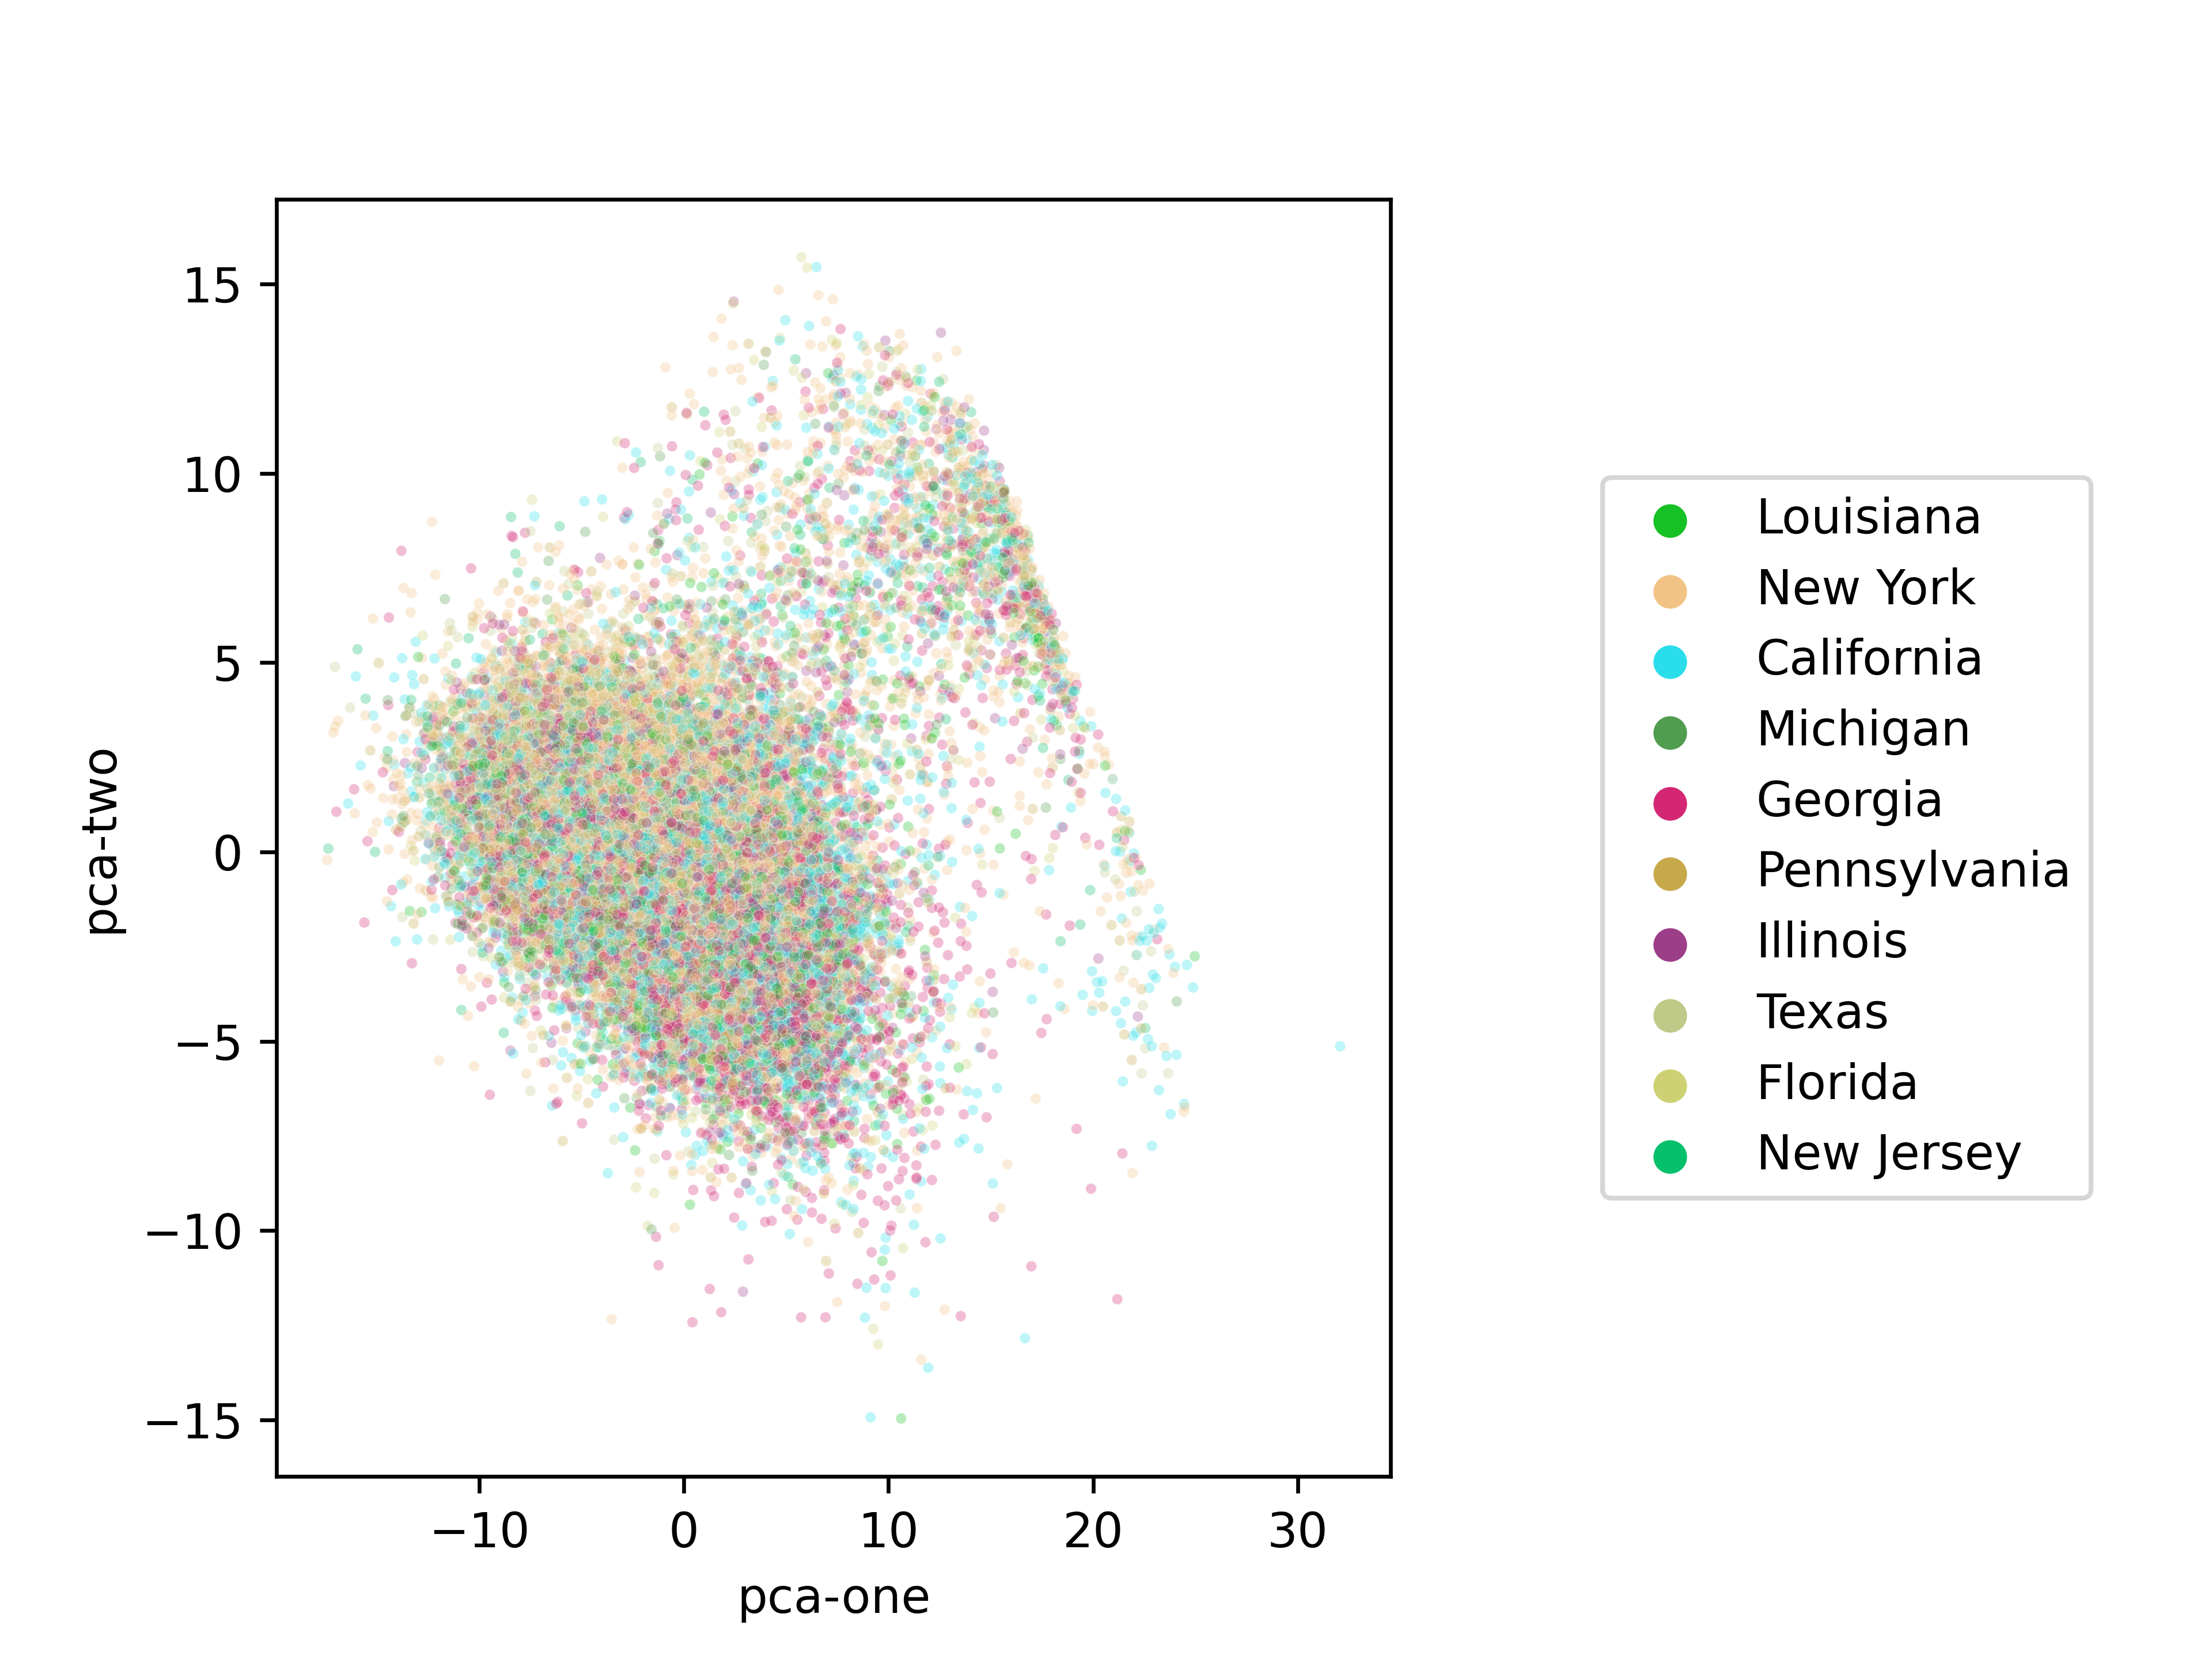 15
10
5
0
−5
−10
−15
pca-two
−10 0 10 20 30
pca-one
Louisiana
New York
California
Michigan
Georgia
Pennsylvania
Illinois
Texas
Florida
New Jersey